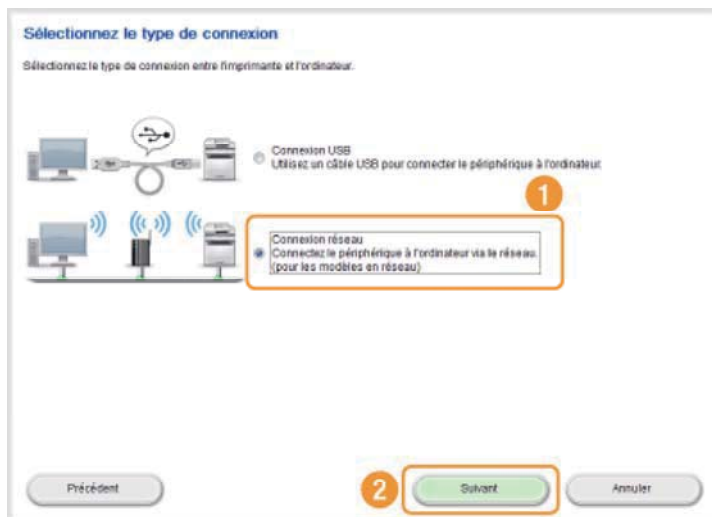 Sélectionnez le type de connexion
Sélectionnez le type de connexion entre l'imprimante et l'ordinateur.
Connexion USB
Utilisez un câble USB pour connecter le périphérique à l'ordinateur.
1
Connexion réseau
Connectez le périphérique à l'ordinateur via le réseau.
(pour les modèles en réseau)
Précédent
2
Suivant
Annuler